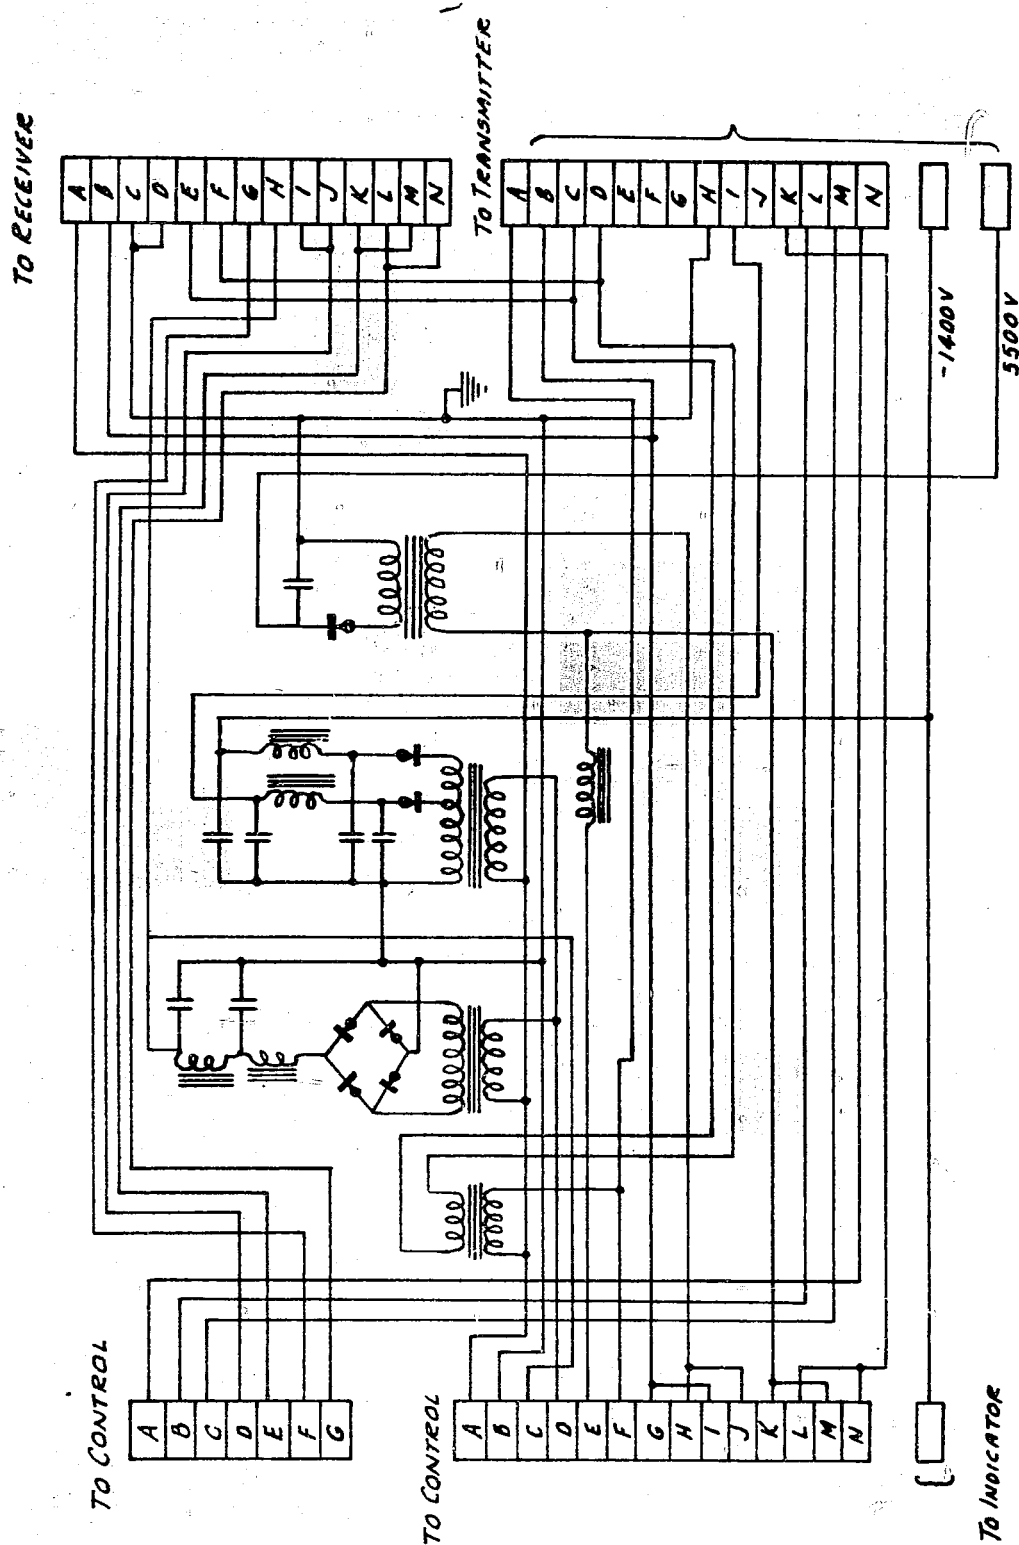 TO RECEIVER
A B C D E F G H I J K L M N
TO TRANSMITTER
A B C D E F G H I J K L M N
-1400V
5500V
TO CONTROL
A B C D E F G
TO CONTROL
A B C D E F G H I J K L M N
TO INDICATOR